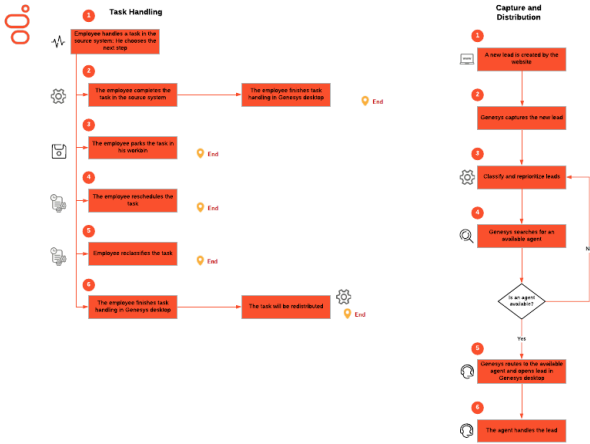 Task Handling
1
Employee handles a task in the
source system; He chooses the
next step
2
The employee completes the
task in the source system
The employee finishes task
handling in Genesys desktop
End
3
The employee parks the task in
his workbin
End
4
The employee reschedules the
task
End
5
Employee reclassifies the task
End
6
The employee finishes task
handling in Genesys desktop
The task will be redistributed
End
Capture and
Distribution
1
A new lead is created by the
website
2
Genesys captures the new lead
3
Classify and reprioritize leads
4
Genesys searches for an
available agent
Is an agent
available?
N
Yes
5
Genesys routes to the available
agent and opens lead in
Genesys desktop
6
The agent handles the lead